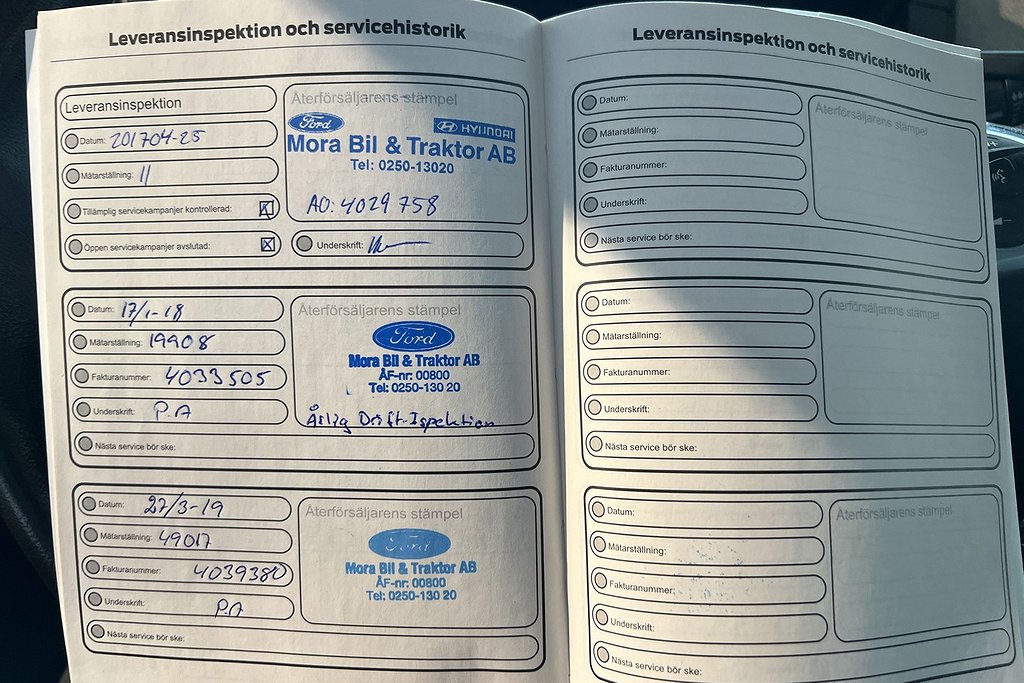 Leveransinspektion och servicehistorik
Leveransinspektion
Datum: 201704-25
Mätarställning: 11
Tillämplig servicekampanjer kontrollerad:
Öppen servicekampanjer avslutad:
Återförsäljarens stämpel
Ford HYUNDAI
Mora Bil & Traktor AB
Tel: 0250-13020
AO: 4029758
Underskrift:
Datum: 17/1-18
Mätarställning: 19908
Fakturanummer: 4033505
Underskrift: P.A
Nästa service bör ske:
Återförsäljarens stämpel
Ford
Mora Bil & Traktor AB
ÅF-nr: 00800
Tel: 0250-130 20
Årlig Drift-Ispektion
Datum: 27/3-19
Mätarställning: 49017
Fakturanummer: 4039380
Underskrift: P.A
Nästa service bör ske:
Återförsäljarens stämpel
Ford
Mora Bil & Traktor AB
ÅF-nr: 00800
Tel: 0250-130 20
Leveransinspektion och servicehistorik
Datum:
Mätarställning:
Fakturanummer:
Underskrift:
Nästa service bör ske:
Återförsäljarens stämpel
Datum:
Mätarställning:
Fakturanummer:
Underskrift:
Nästa service bör ske:
Återförsäljarens stämpel
Datum:
Mätarställning:
Fakturanummer:
Underskrift:
Nästa service bör ske:
Återförsäljarens stämpel